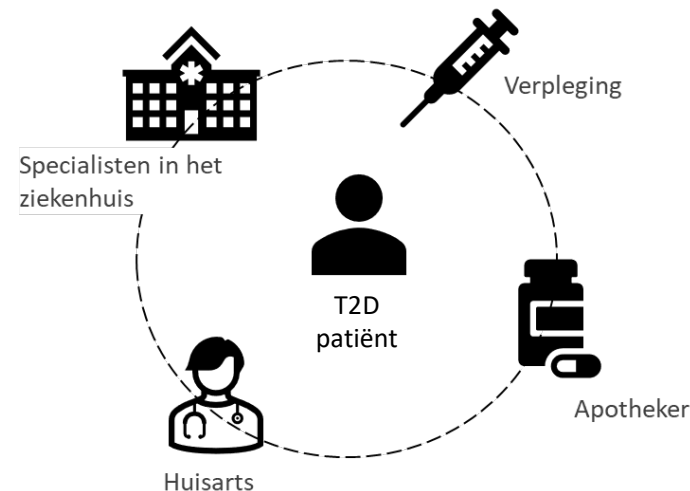 Verpleging
Specialisten in het
ziekenhuis
T2D
patiënt
Apotheker
Huisarts